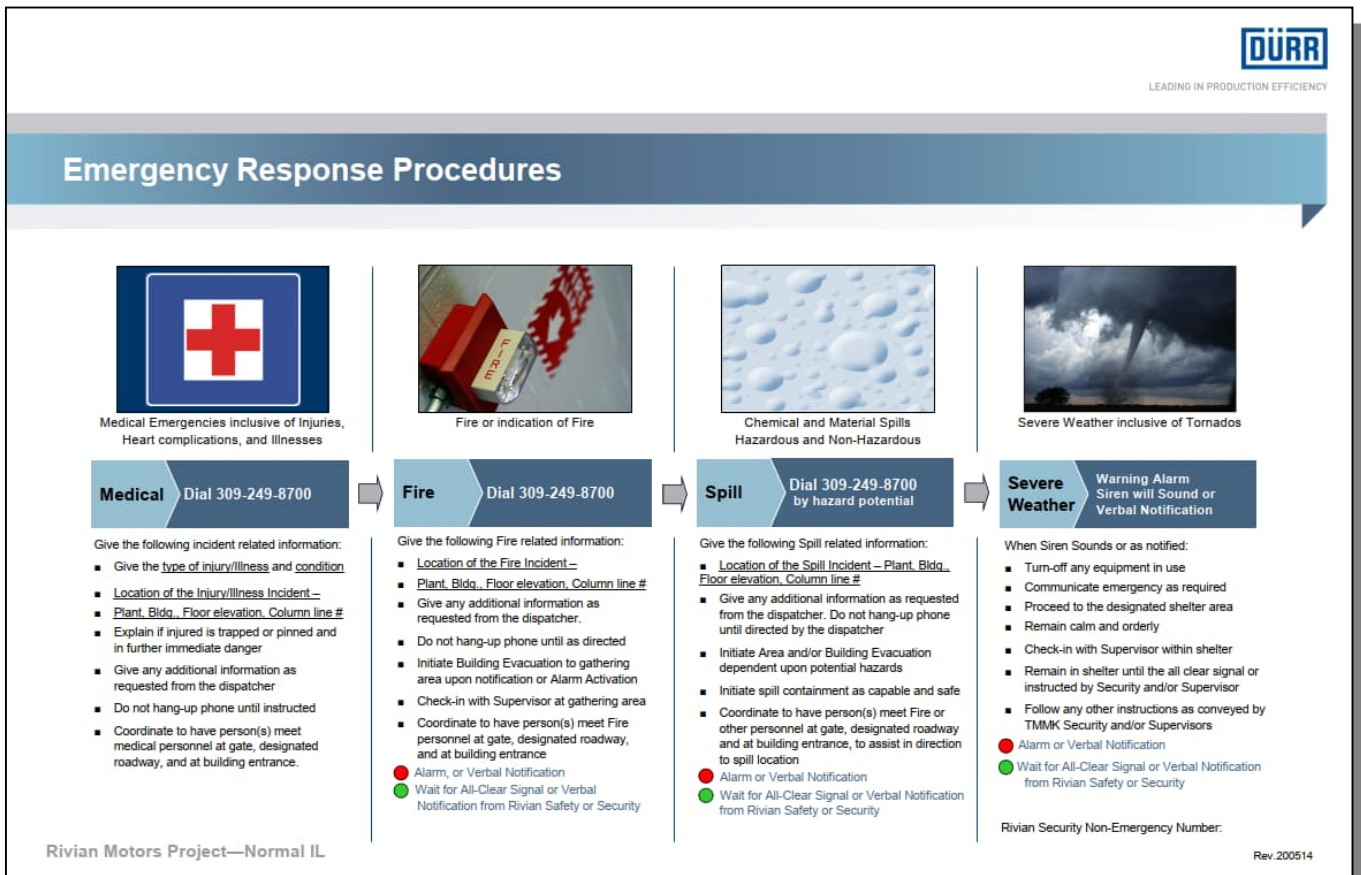 DÜRR
LEADING IN PRODUCTION EFFICIENCY
Emergency Response Procedures
FIRE
Medical Emergencies inclusive of Injuries,
Heart complications, and Illnesses
Medical
Dial 309-249-8700
Give the following incident related information:
■ Give the type of injury/Illness and condition
■ Location of the Injury/Illness Incident –
■ Plant, Bldg., Floor elevation, Column line #
■ Explain if injured is trapped or pinned and
in further immediate danger
■ Give any additional information as
requested from the dispatcher
■ Do not hang-up phone until instructed
■ Coordinate to have person(s) meet
medical personnel at gate, designated
roadway, and at building entrance.
Fire or indication of Fire
Fire
Dial 309-249-8700
Give the following Fire related information:
■ Location of the Fire Incident –
■ Plant, Bldg., Floor elevation, Column line #
■ Give any additional information as
requested from the dispatcher.
■ Do not hang-up phone until as directed
■ Initiate Building Evacuation to gathering
area upon notification or Alarm Activation
■ Check-in with Supervisor at gathering area
■ Coordinate to have person(s) meet Fire
personnel at gate, designated roadway,
and at building entrance
Alarm, or Verbal Notification
Wait for All-Clear Signal or Verbal
Notification from Rivian Safety or Security
Chemical and Material Spills
Hazardous and Non-Hazardous
Spill
Dial 309-249-8700
by hazard potential
Give the following Spill related information:
■ Location of the Spill Incident – Plant, Bldg.,
Floor elevation, Column line #
■ Give any additional information as requested
from the dispatcher. Do not hang-up phone
until directed by the dispatcher
■ Initiate Area and/or Building Evacuation
dependent upon potential hazards
■ Initiate spill containment as capable and safe
■ Coordinate to have person(s) meet Fire or
other personnel at gate, designated roadway
and at building entrance, to assist in direction
to spill location
Alarm or Verbal Notification
Wait for All-Clear Signal or Verbal Notification
from Rivian Safety or Security
Severe Weather inclusive of Tornados
Severe
Weather
Warning Alarm
Siren will Sound or
Verbal Notification
When Siren Sounds or as notified:
■ Turn-off any equipment in use
■ Communicate emergency as required
■ Proceed to the designated shelter area
■ Remain calm and orderly
■ Check-in with Supervisor within shelter
■ Remain in shelter until the all clear signal or
instructed by Security and/or Supervisor
■ Follow any other instructions as conveyed by
TMMK Security and/or Supervisors
Alarm or Verbal Notification
Wait for All-Clear Signal or Verbal Notification
from Rivian Safety or Security
Rivian Security Non-Emergency Number:
Rivian Motors Project—Normal IL
Rev.200514